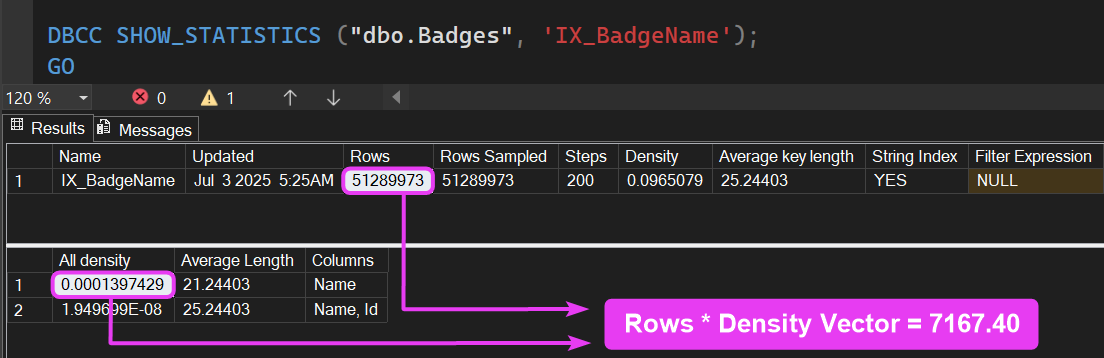 DBCC SHOW_STATISTICS ("dbo.Badges", 'IX_BadgeName');
GO
120 % 0 1
Results Messages
Name Updated Rows Rows Sampled Steps Density Average key length String Index Filter Expression
1 IX_BadgeName Jul 3 2025 5:25AM 51289973 51289973 200 0.0965079 25.24403 YES NULL
All density Average Length Columns
1 0.0001397429 21.24403 Name
2 1.949699E-08 25.24403 Name, Id
Rows * Density Vector = 7167.40